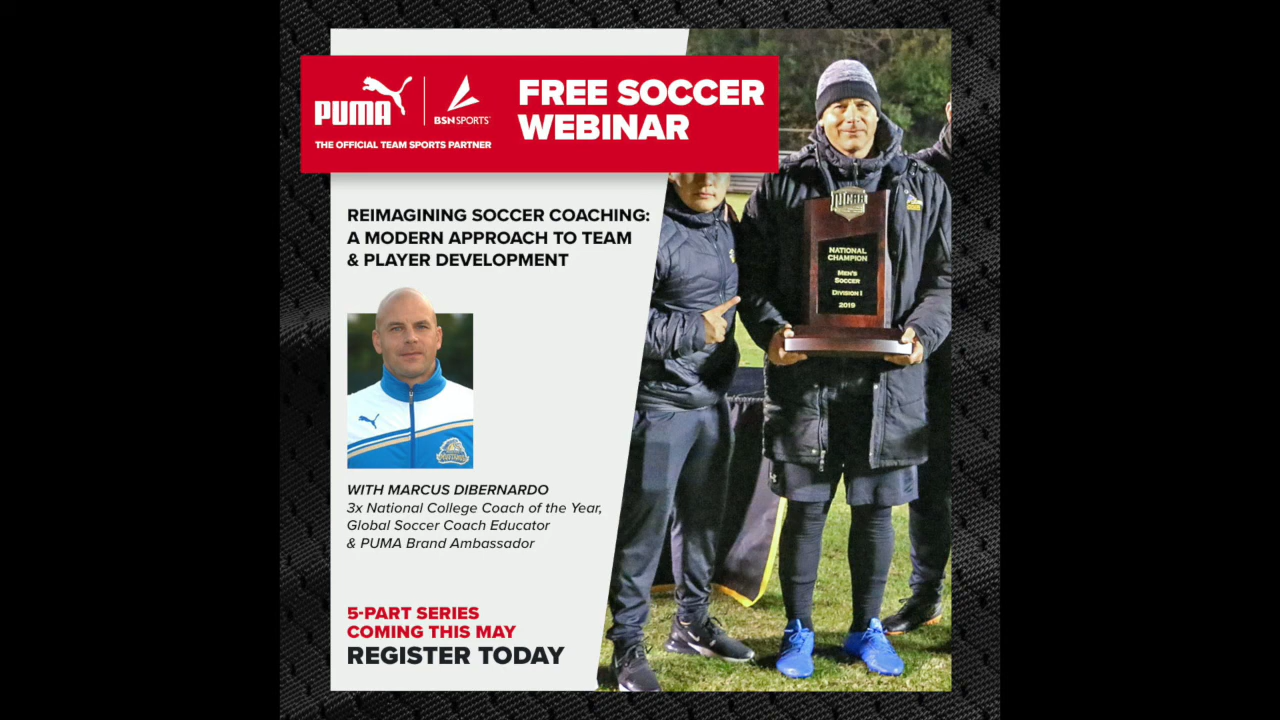 PUMA
BSN SPORTS
THE OFFICIAL TEAM SPORTS PARTNER
FREE SOCCER
WEBINAR
REIMAGINING SOCCER COACHING:
A MODERN APPROACH TO TEAM
& PLAYER DEVELOPMENT
WITH MARCUS DIBERNARDO
3x National College Coach of the Year,
Global Soccer Coach Educator
& PUMA Brand Ambassador
5-PART SERIES
COMING THIS MAY
REGISTER TODAY
NJCAA
NATIONAL
CHAMPION
MEN'S
SOCCER
DIVISION I
2019